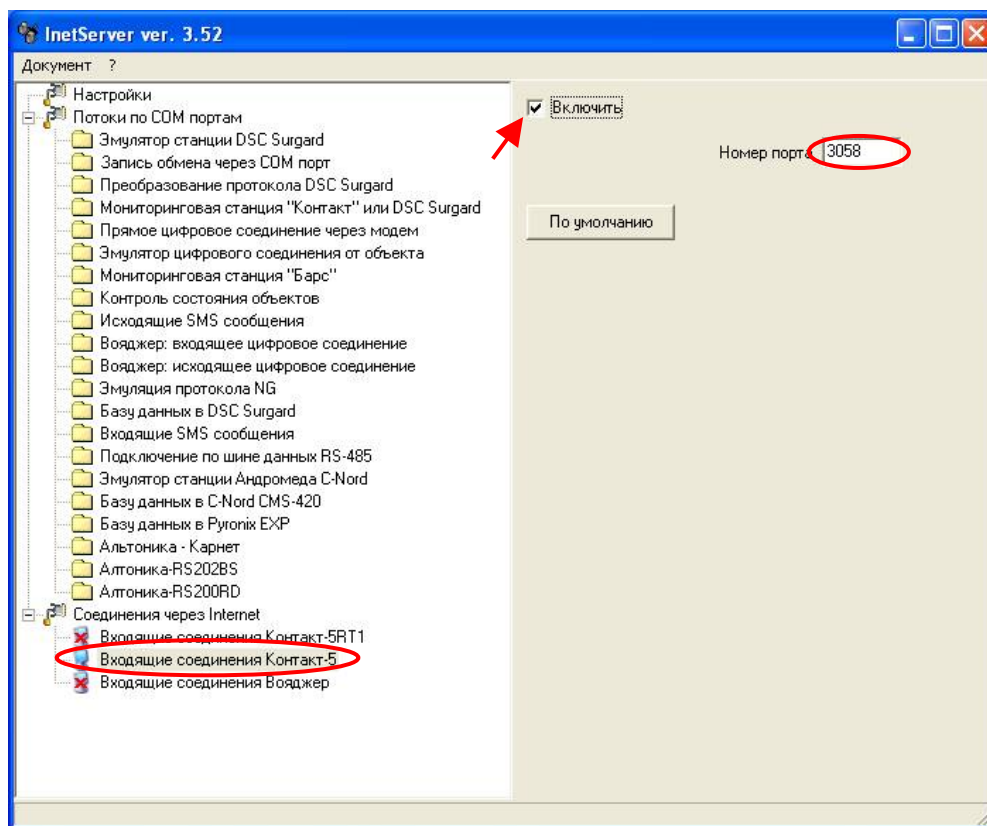 InetServer ver. 3.52
Документ ?
Настройки
Потоки по COM портам
Эмулятор станции DSC Surgard
Запись обмена через COM порт
Преобразование протокола DSC Surgard
Мониторинговая станция "Контакт" или DSC Surgard
Прямое цифровое соединение через модем
Эмулятор цифрового соединения от объекта
Мониторинговая станция "Барс"
Контроль состояния объектов
Исходящие SMS сообщения
Вояджер: входящее цифровое соединение
Вояджер: исходящее цифровое соединение
Эмуляция протокола NG
Базу данных в DSC Surgard
Входящие SMS сообщения
Подключение по шине данных RS-485
Эмулятор станции Андромеда C-Nord
Базу данных в C-Nord CMS-420
Базу данных в Pyronix EXP
Альтоника - Карнет
Алтоника-RS202BS
Алтоника-RS200RD
Соединения через Internet
Входящие соединения Контакт-5RT1
Входящие соединения Контакт-5
Входящие соединения Вояджер
Включить
Номер порта 3058
По умолчанию